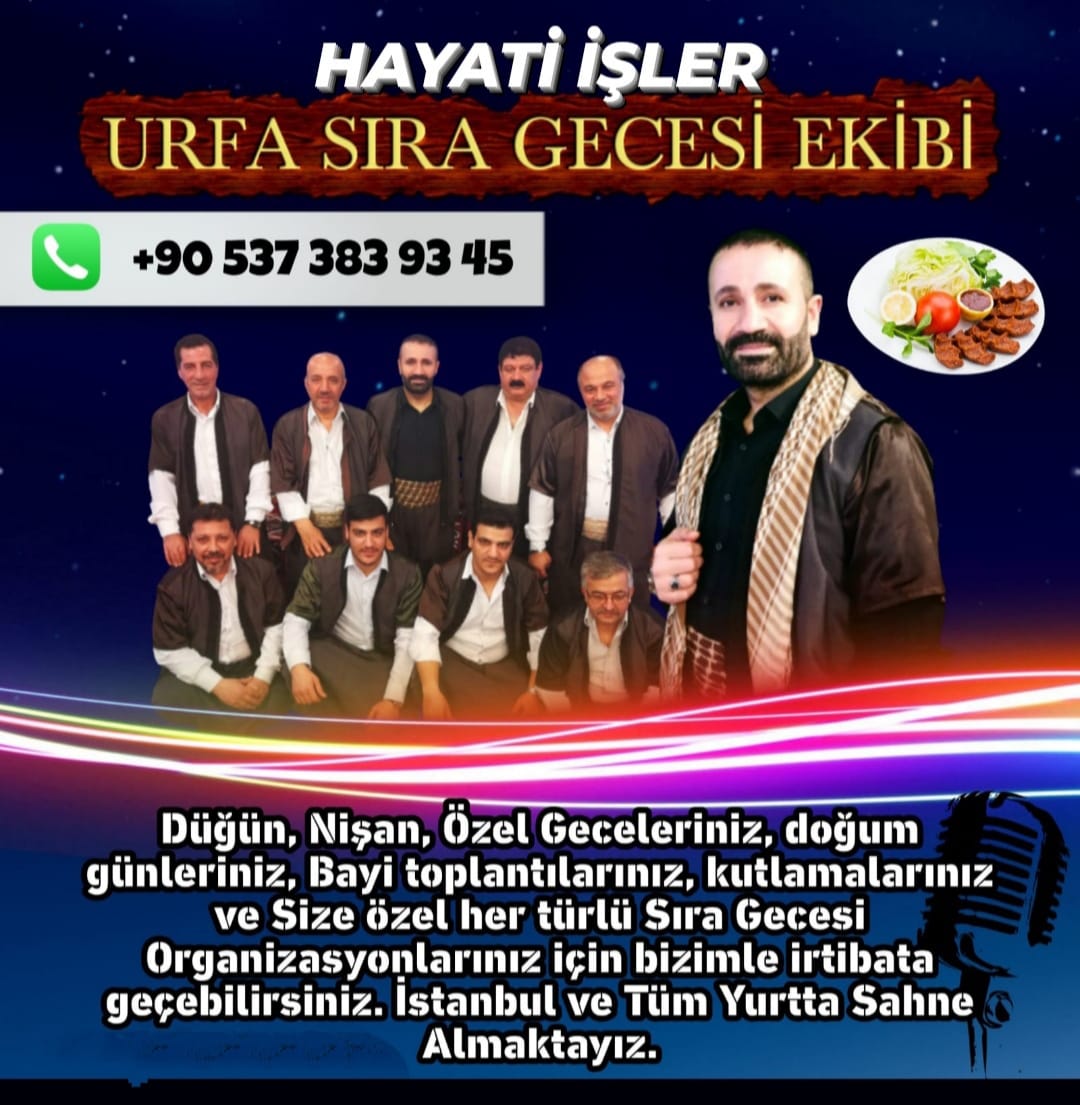 HAYATİ İŞLER
URFA SIRA GECESİ EKİBİ
+90 537 383 93 45
Düğün, Nişan, Özel Geceleriniz, doğum
günleriniz, Bayi toplantılarınız, kutlamalarınız
ve Size özel her türlü Sıra Gecesi
Organizasyonlarınız için bizimle irtibata
geçebilirsiniz. İstanbul ve Tüm Yurtta Sahne
Almaktayız.